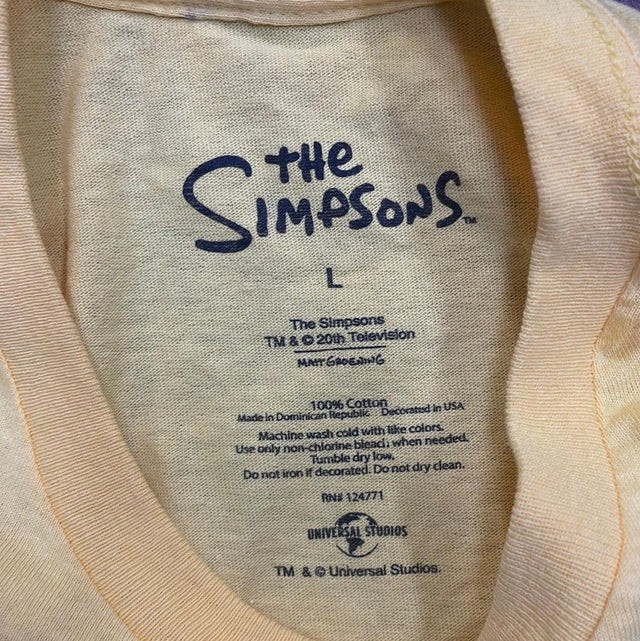 The
Simpsons™
L
The Simpsons
TM & © 20th Television
MATT GROENING
100% Cotton
Made in Dominican Republic Decorated in USA
Machine wash cold with like colors.
Use only non-chlorine bleach when needed.
Tumble dry low.
Do not iron if decorated. Do not dry clean.
RN# 124771
UNIVERSAL STUDIOS
TM & © Universal Studios.